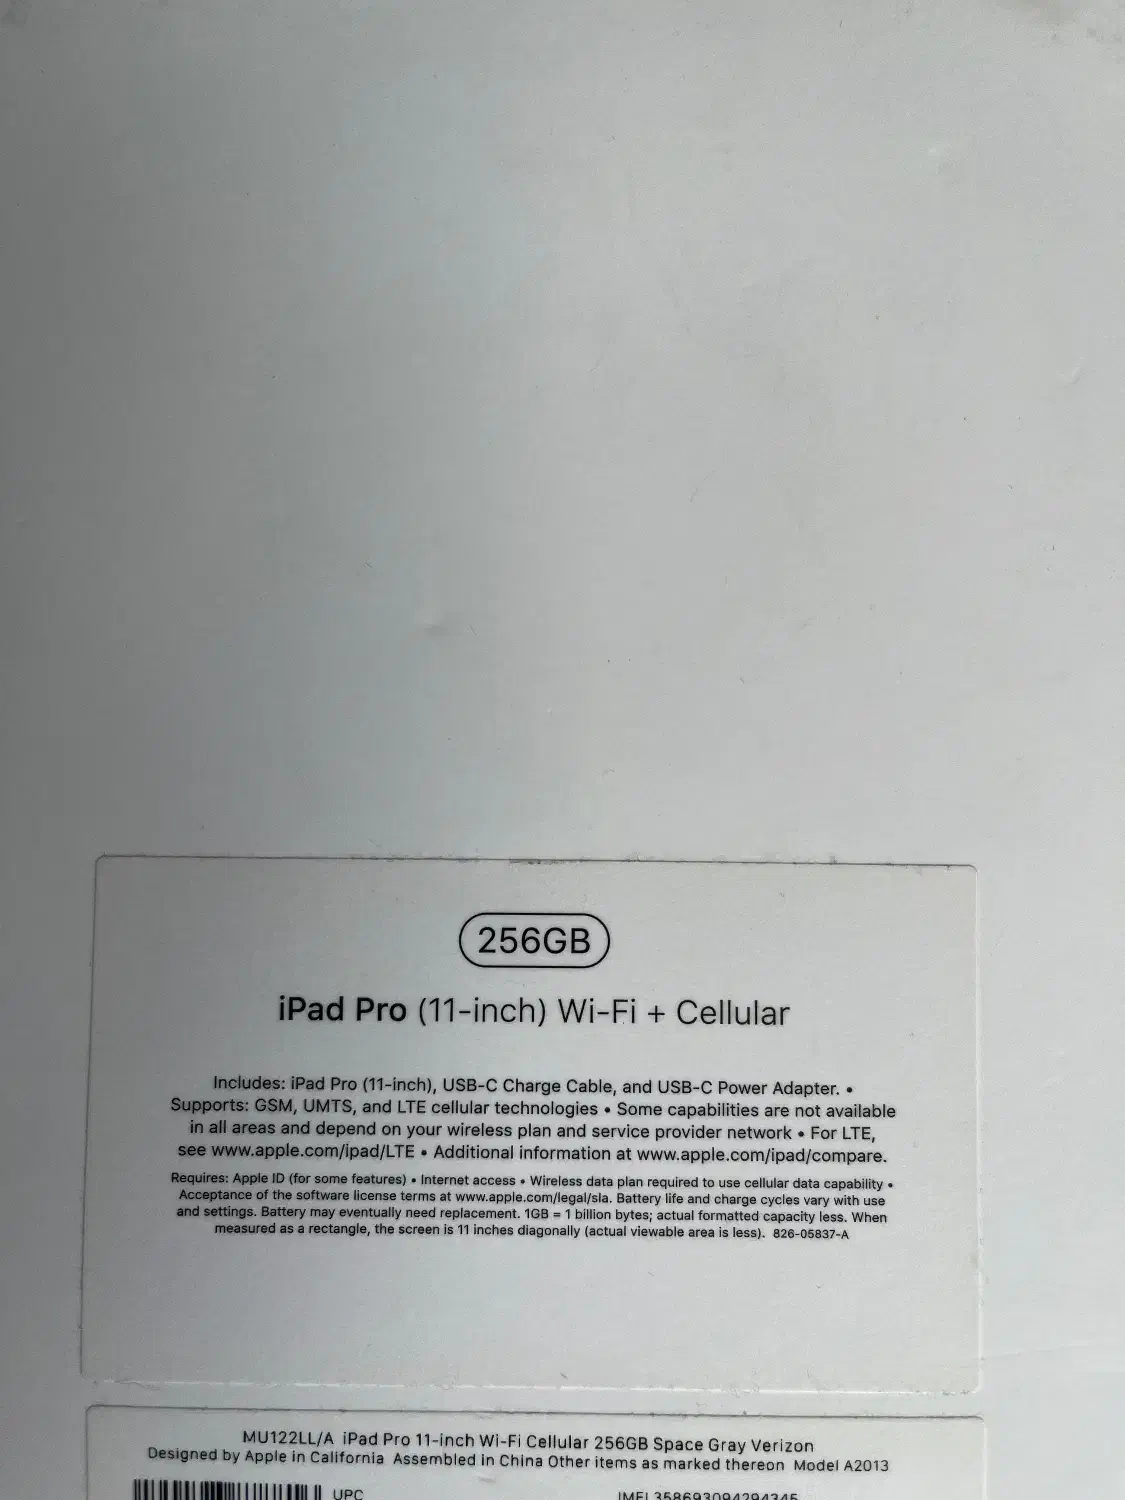 256GB
iPad Pro (11-inch) Wi-Fi + Cellular
Includes: iPad Pro (11-inch), USB-C Charge Cable, and USB-C Power Adapter. •
Supports: GSM, UMTS, and LTE cellular technologies • Some capabilities are not available
in all areas and depend on your wireless plan and service provider network • For LTE,
see www.apple.com/ipad/LTE • Additional information at www.apple.com/ipad/compare.
Requires: Apple ID (for some features) • Internet access • Wireless data plan required to use cellular data capability •
Acceptance of the software license terms at www.apple.com/legal/sla. Battery life and charge cycles vary with use
and settings. Battery may eventually need replacement. 1GB = 1 billion bytes; actual formatted capacity less. When
measured as a rectangle, the screen is 11 inches diagonally (actual viewable area is less). 826-05837-A
MU122LL/A iPad Pro 11-inch Wi-Fi Cellular 256GB Space Gray Verizon
Designed by Apple in California Assembled in China Other items as marked thereon Model A2013
UPC
IMEI 358693094294345